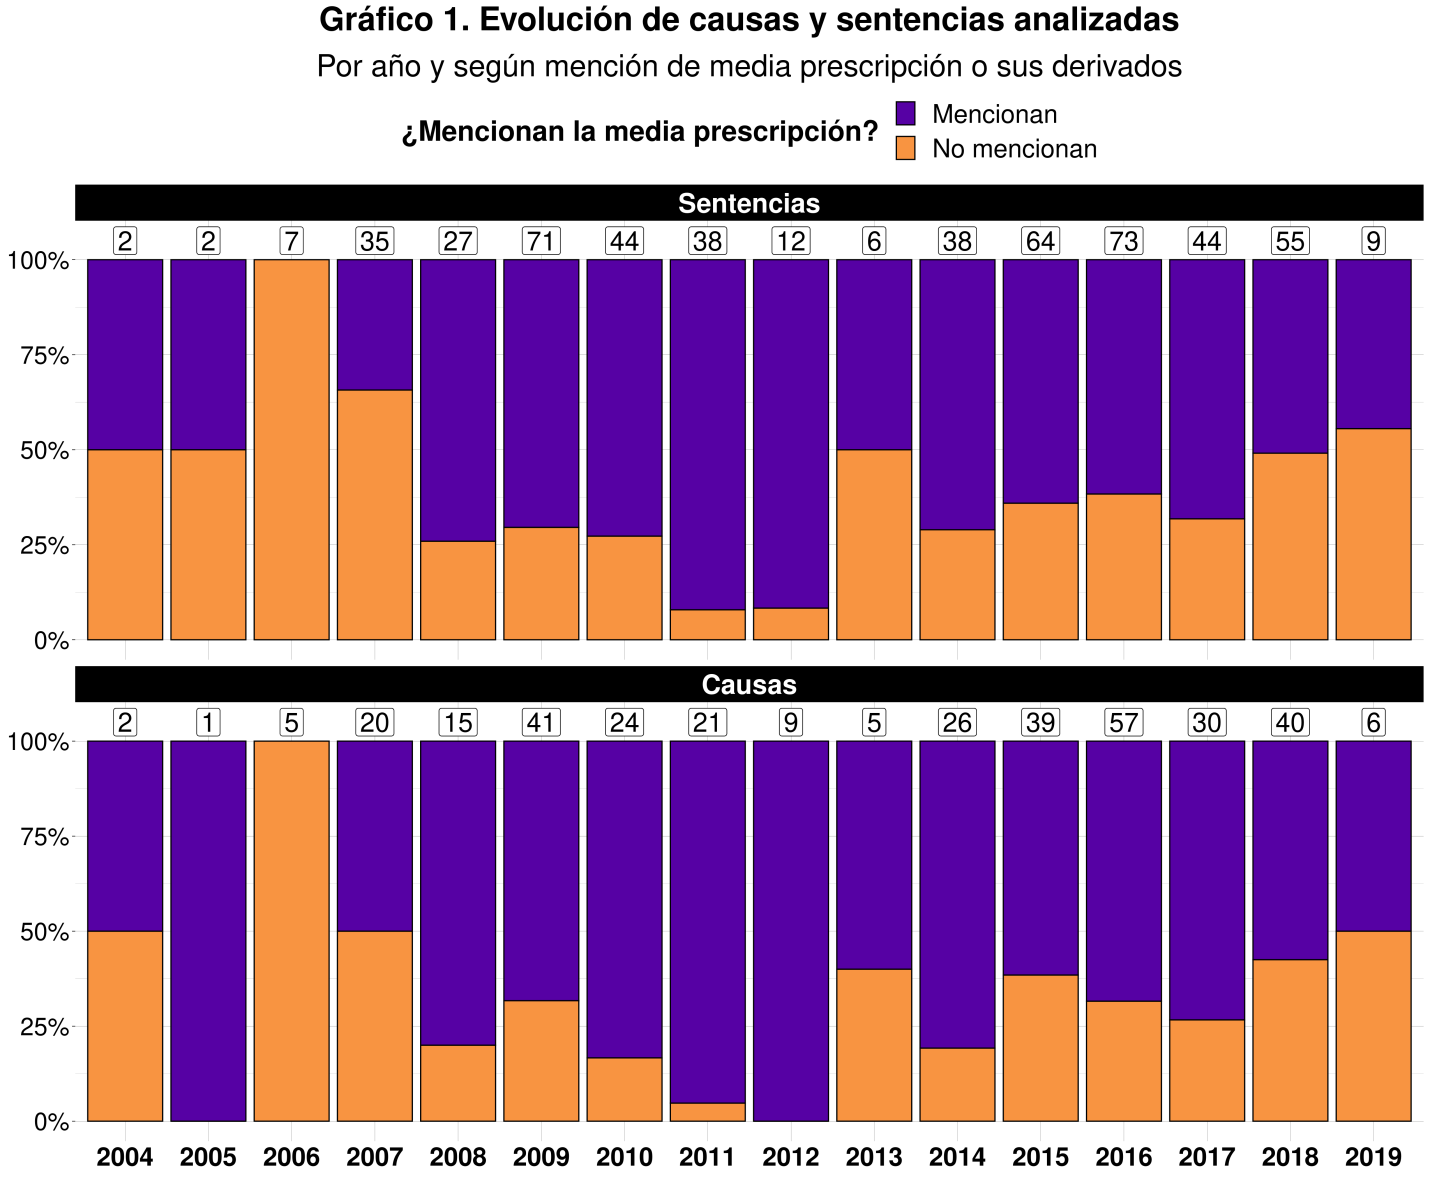 Gráfico 1. Evolución de causas y sentencias analizadas
Por año y según mención de media prescripción o sus derivados
¿Mencionan la media prescripción?
Mencionan
No mencionan
Sentencias
2 2 7 35 27 71 44 38 12 6 38 64 73 44 55 9
100%
75%
50%
25%
0%
Causas
2 1 5 20 15 41 24 21 9 5 26 39 57 30 40 6
100%
75%
50%
25%
0%
2004 2005 2006 2007 2008 2009 2010 2011 2012 2013 2014 2015 2016 2017 2018 2019